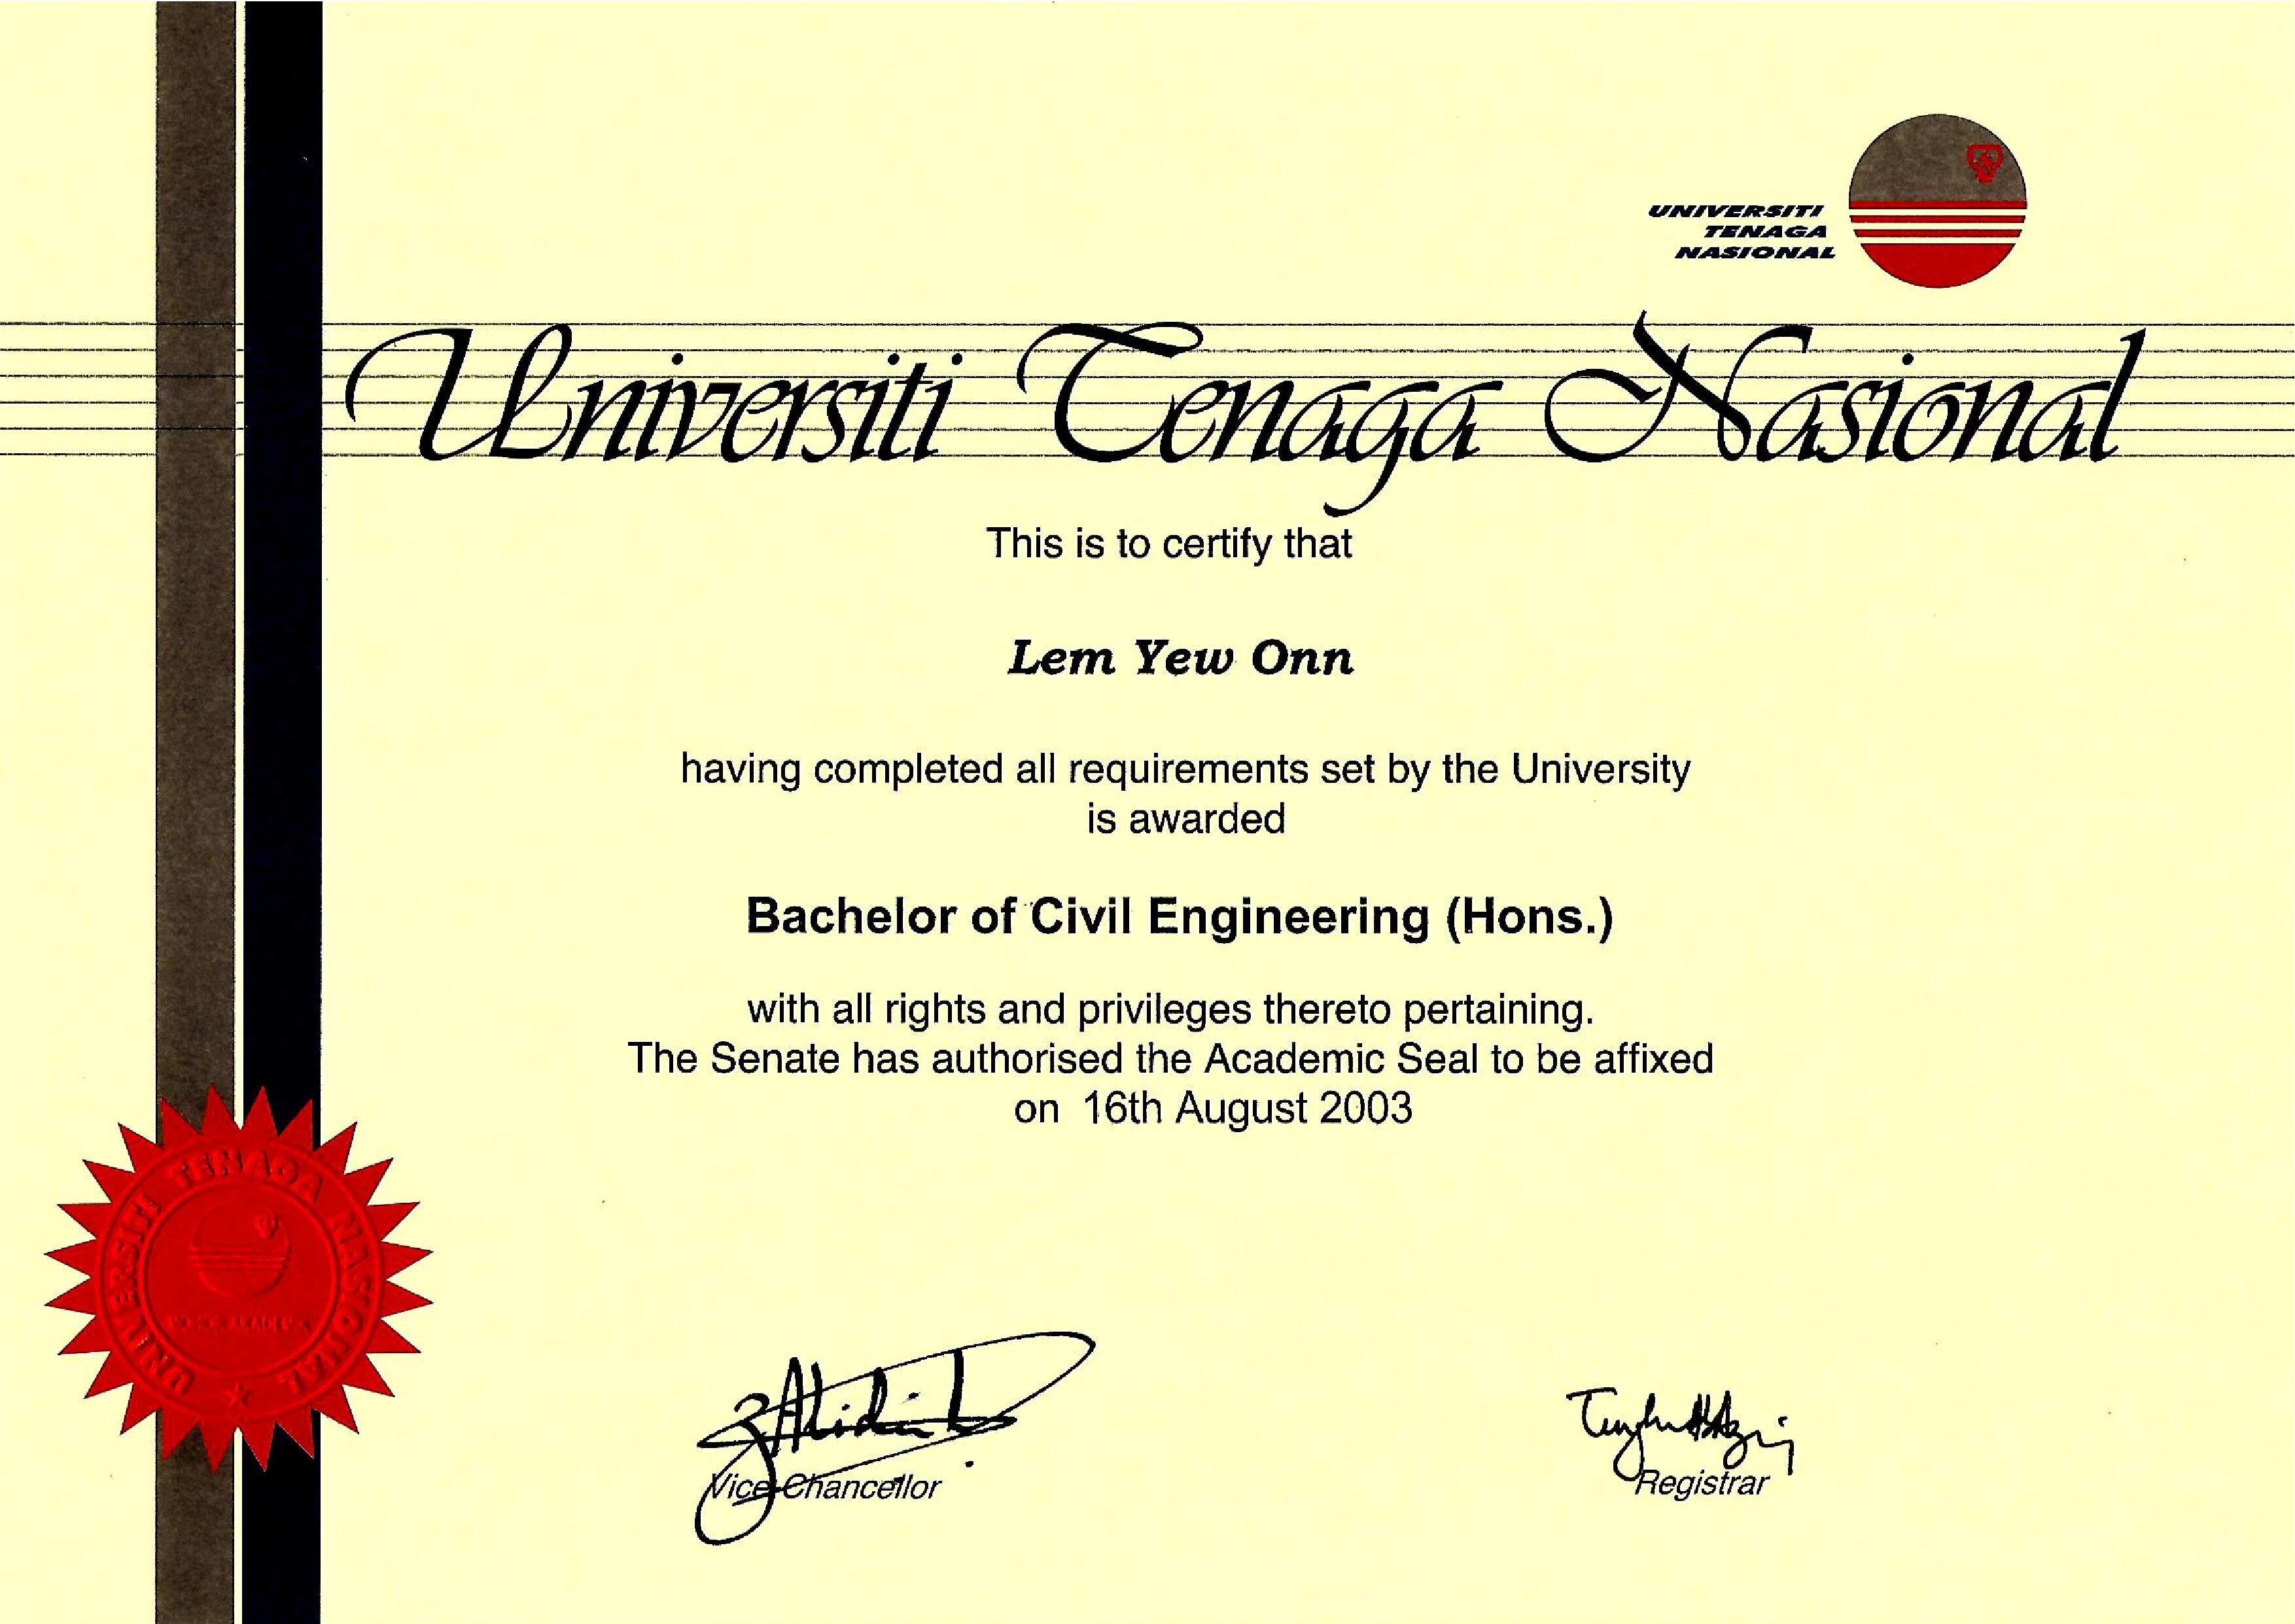 UNIVERSITI
TENAGA
NASIONAL
Universiti Tenaga Nasional
This is to certify that
Lem Yew Onn
having completed all requirements set by the University
is awarded
Bachelor of Civil Engineering (Hons.)
with all rights and privileges thereto pertaining.
The Senate has authorised the Academic Seal to be affixed
on 16th August 2003
UNIVERSITI TENAGA NASIONAL
Vice-Chancellor
Registrar